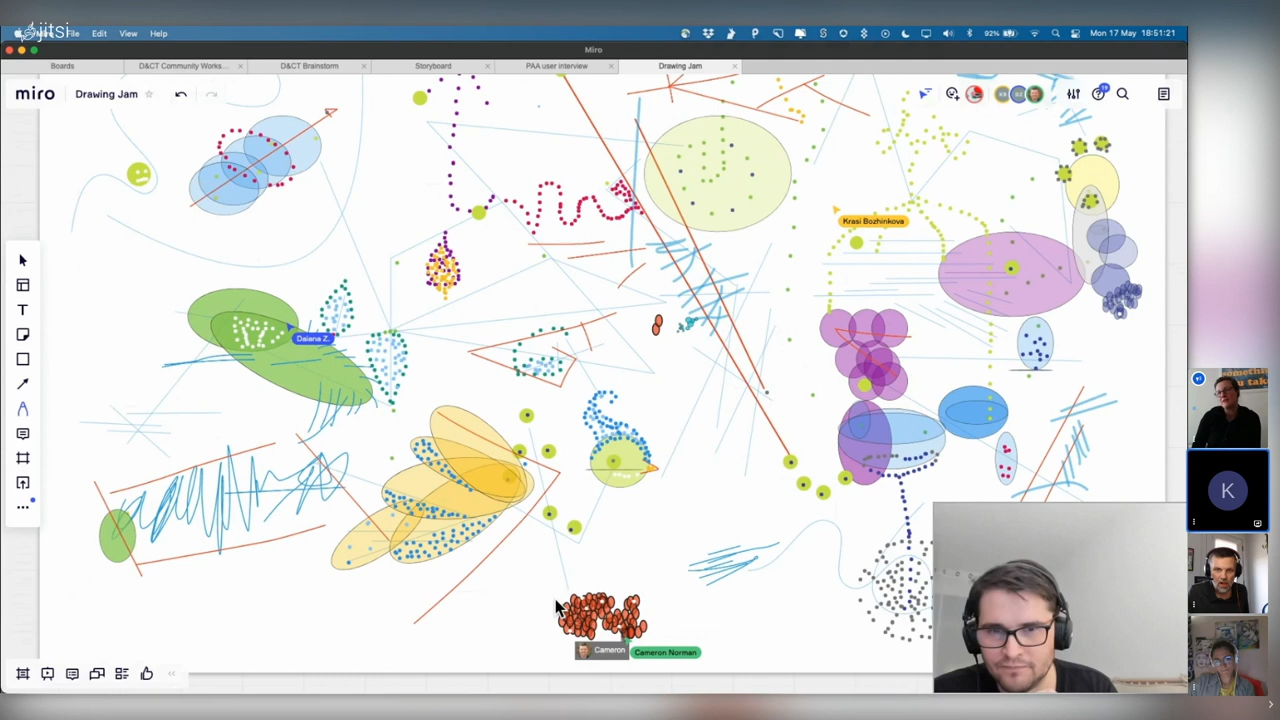 jitsi
File Edit View Help
92%
Mon 17 May 18:51:21
Miro
Boards
D&CT Community Works...
D&CT Brainstorm
Storyboard
PAA user interview
Drawing Jam
miro
Drawing Jam
Krasi Bozhinkova
Daiana Z.
Cameron
Cameron Norman
K